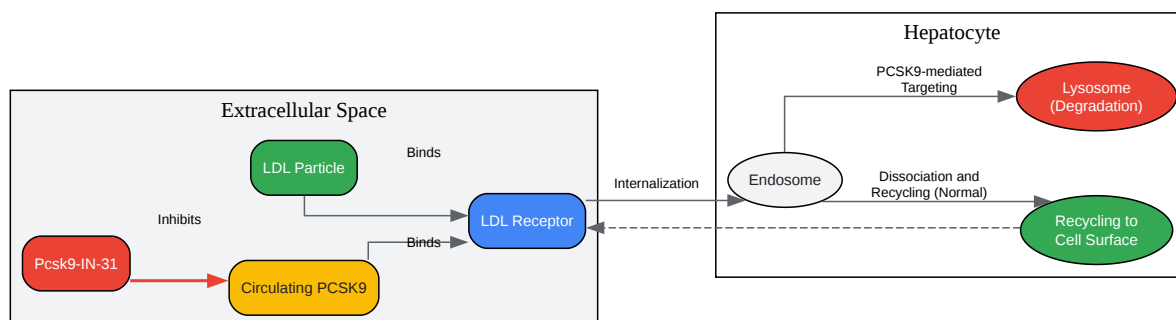 Hepatocyte
PCSK9-mediated
Targeting
Lysosome
(Degradation)
Extracellular Space
Binds
LDL Particle
Internalization
Endosome
Dissociation and
Recycling (Normal)
Inhibits
LDL Receptor
Recycling to
Cell Surface
Binds
Pcsk9-IN-31
Circulating PCSK9